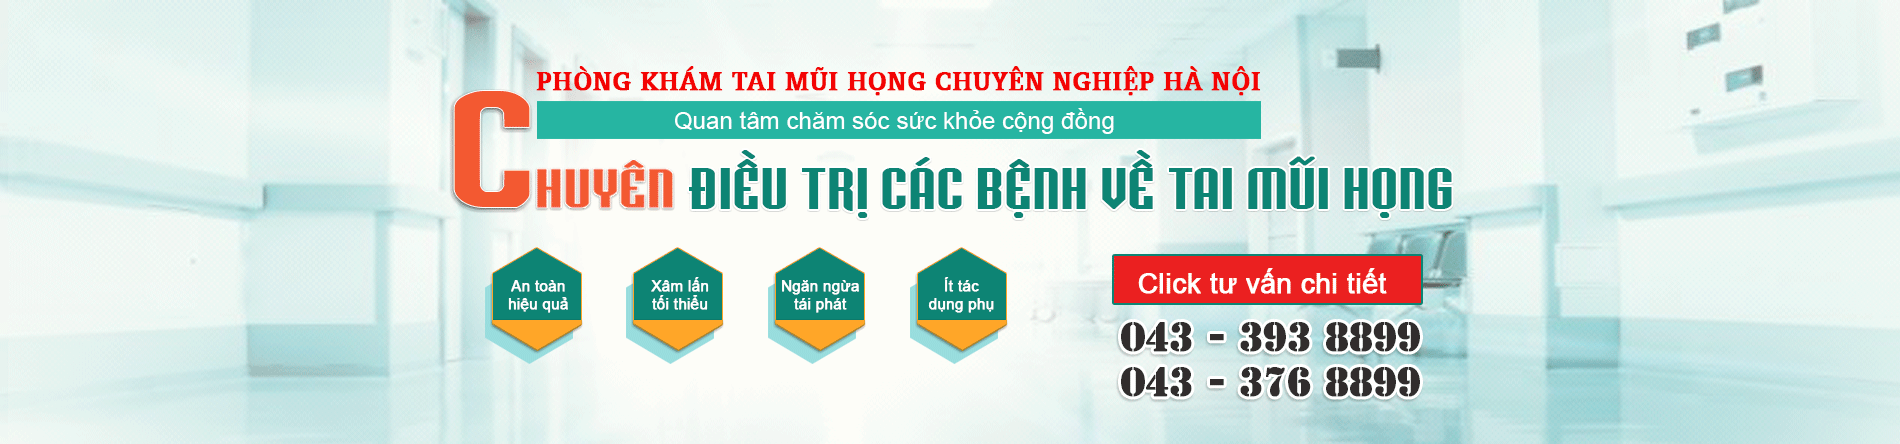 PHÒNG KHÁM TAI MŨI HỌNG CHUYÊN NGHIỆP HÀ NỘI
Quan tâm chăm sóc sức khỏe cộng đồng
CHUYÊN ĐIỀU TRỊ CÁC BỆNH VỀ TAI MŨI HỌNG
An toàn
hiệu quả
Xâm lấn
tối thiểu
Ngăn ngừa
tái phát
Ít tác
dụng phụ
Click tư vấn chi tiết
043 - 393 8899
043 - 376 8899